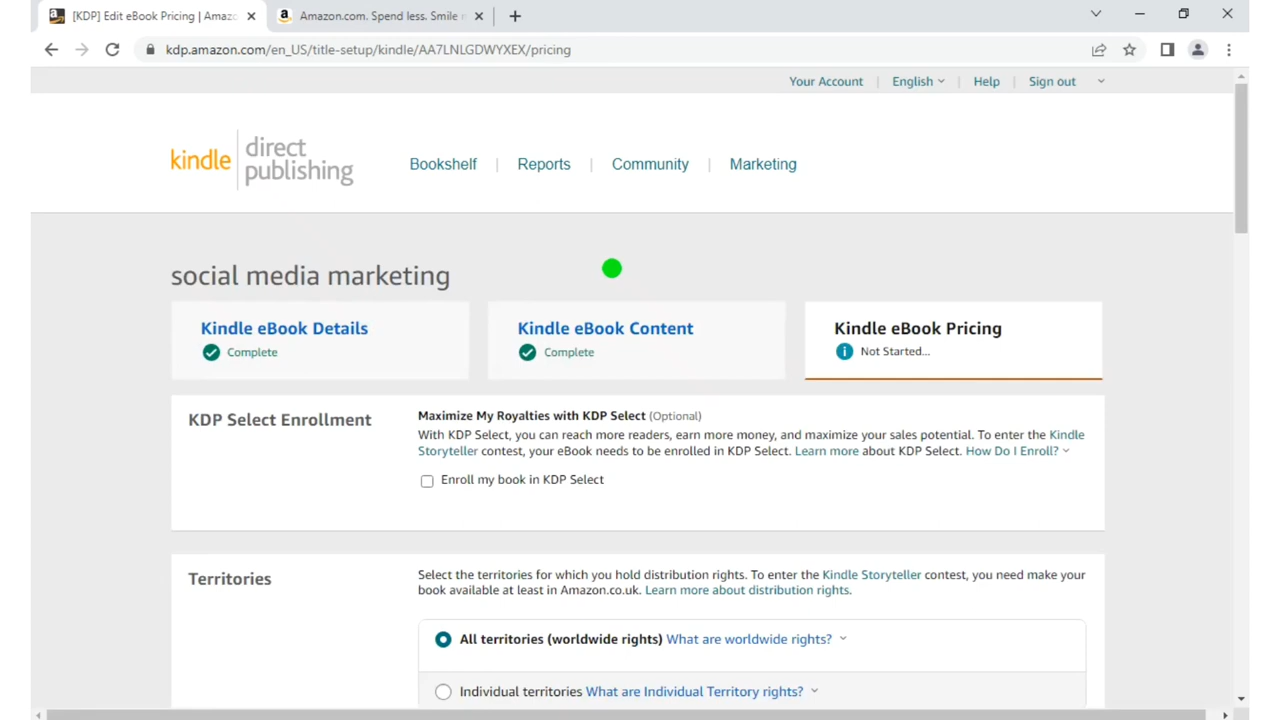 [KDP] Edit eBook Pricing | Amazo
Amazon.com. Spend less. Smile
kdp.amazon.com/en_US/title-setup/kindle/AA7LNLGDWYXEX/pricing
Your Account | English | Help | Sign out
kindle direct publishing
Bookshelf | Reports | Community | Marketing
social media marketing
Kindle eBook Details
Complete
Kindle eBook Content
Complete
Kindle eBook Pricing
Not Started...
KDP Select Enrollment
Maximize My Royalties with KDP Select (Optional)
With KDP Select, you can reach more readers, earn more money, and maximize your sales potential. To enter the Kindle
Storyteller contest, your eBook needs to be enrolled in KDP Select. Learn more about KDP Select. How Do I Enroll?
Enroll my book in KDP Select
Territories
Select the territories for which you hold distribution rights. To enter the Kindle Storyteller contest, you need make your
book available at least in Amazon.co.uk. Learn more about distribution rights.
All territories (worldwide rights) What are worldwide rights?
Individual territories What are Individual Territory rights?